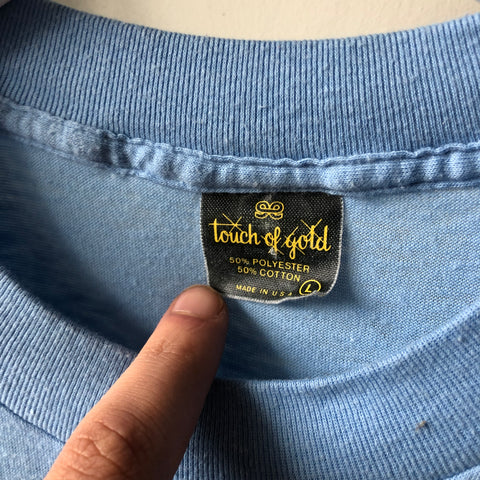 touch of gold
50% POLYESTER
50% COTTON
MADE IN U.S.A. L